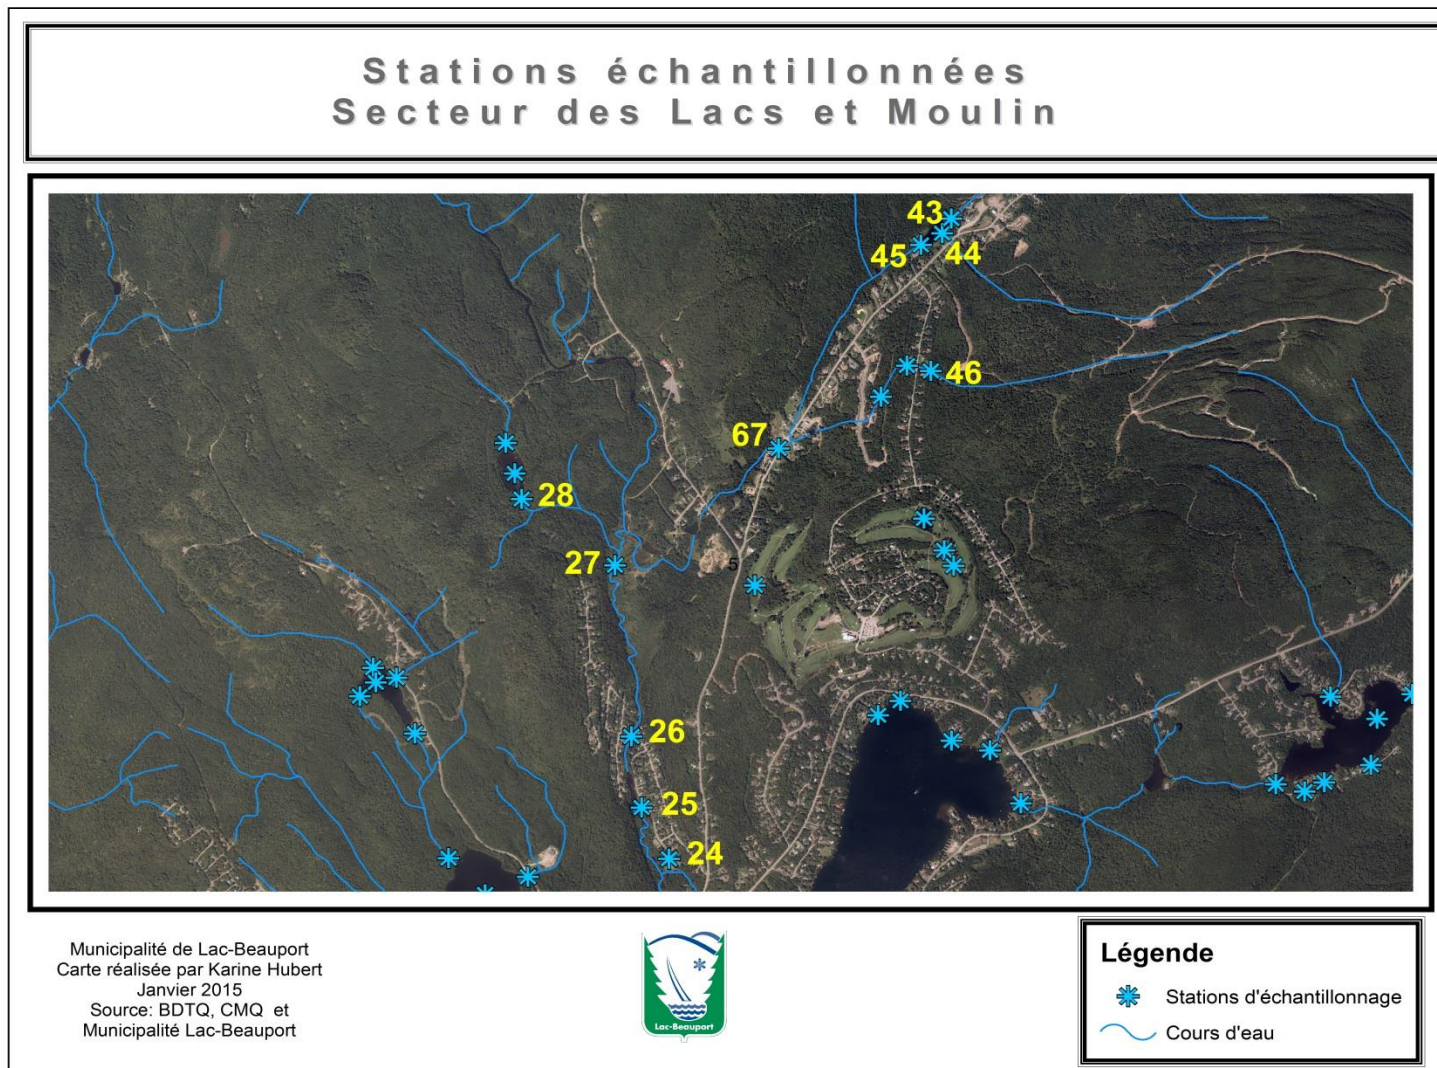 Stations échantillonnées
Secteur des Lacs et Moulin
43
45
44
46
67
28
27
5
26
25
24
Municipalité de Lac-Beauport
Carte réalisée par Karine Hubert
Janvier 2015
Source: BDTQ, CMQ et
Municipalité Lac-Beauport
Lac-Beauport
Légende
Stations d'échantillonnage
Cours d'eau